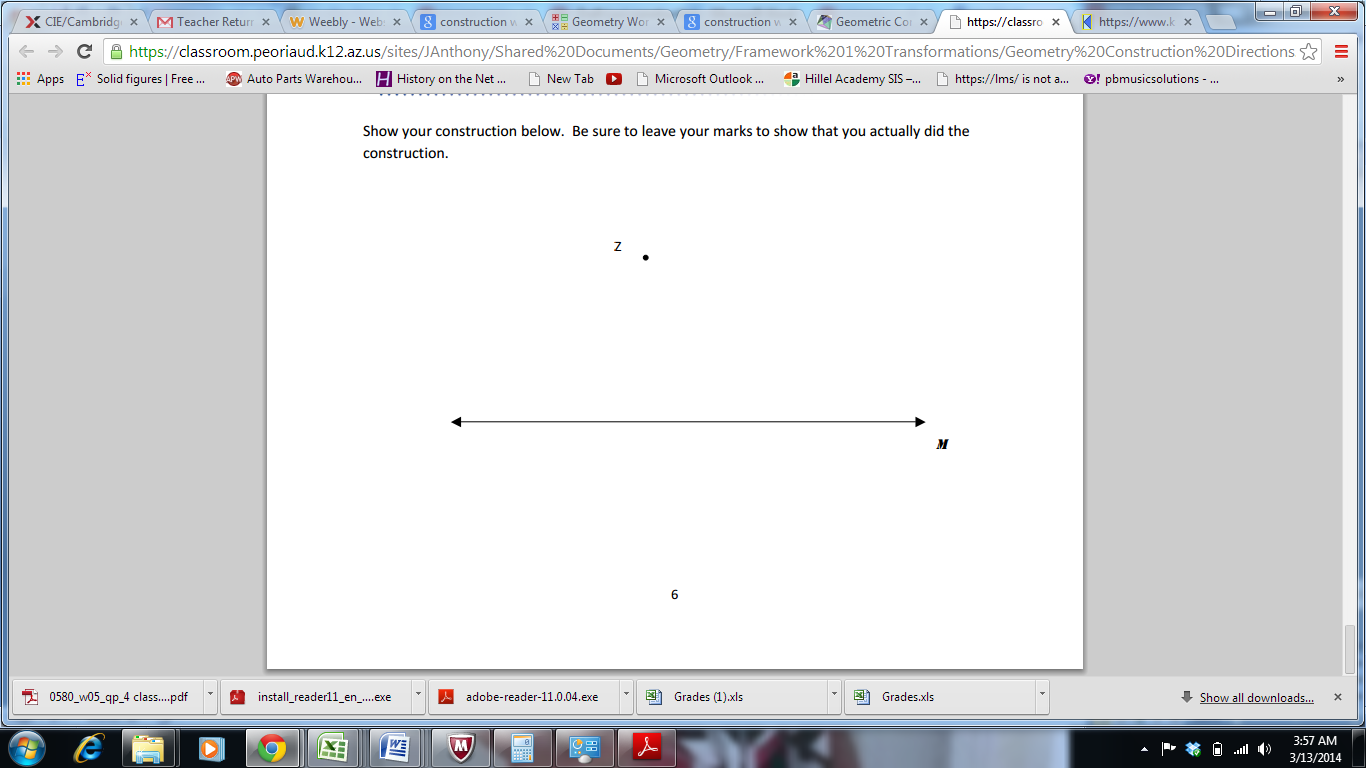 CIE/Cambridge
Teacher Return
Weebly - Webs
construction w
Geometry Wor
construction w
Geometric Co
https://classro
https://www.k
https://classroom.peoriaud.k12.az.us/sites/JAnthony/Shared%20Documents/Geometry/Framework%201%20Transformations/Geometry%20Construction%20Directions
Apps
Solid figures | Free ...
Auto Parts Warehou...
History on the Net ...
New Tab
Microsoft Outlook ...
Hillel Academy SIS –...
https://lms/ is not a...
pbmusicsolutions - ...
»
Show your construction below. Be sure to leave your marks to show that you actually did the
construction.
Z
M
6
0580_w05_qp_4 class....pdf
install_reader11_en_....exe
adobe-reader-11.0.04.exe
Grades (1).xls
Grades.xls
Show all downloads...
3:57 AM
3/13/2014